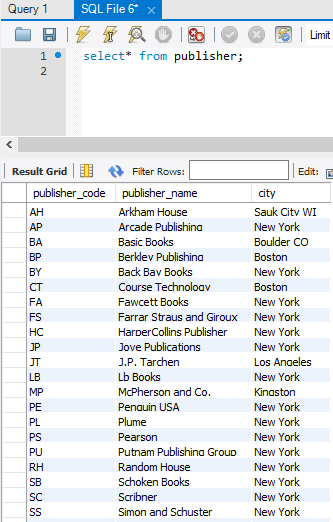 Query 1 SQL File 6* ×
Limit
1 select* from publisher;
2
Result Grid Filter Rows: Edit:
publisher_code publisher_name city
AH Arkham House Sauk City WI
AP Arcade Publishing New York
BA Basic Books Boulder CO
BP Berkley Publishing Boston
BY Back Bay Books New York
CT Course Technology Boston
FA Fawcett Books New York
FS Farrar Straus and Giroux New York
HC HarperCollins Publisher New York
JP Jove Publications New York
JT J.P. Tarchen Los Angeles
LB Lb Books New York
MP McPherson and Co. Kingston
PE Penguin USA New York
PL Plume New York
PS Pearson New York
PU Putnam Publishing Group New York
RH Random House New York
SB Schoken Books New York
SC Scribner New York
SS Simon and Schuster New York